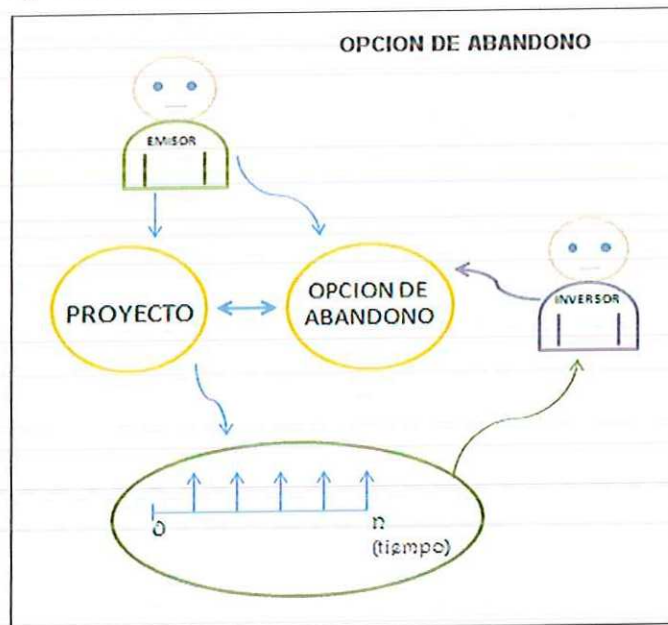 OPCION DE ABANDONO
EMISOR
INVERSOR
PROYECTO
OPCION DE
ABANDONO
0
n
(tiempo)